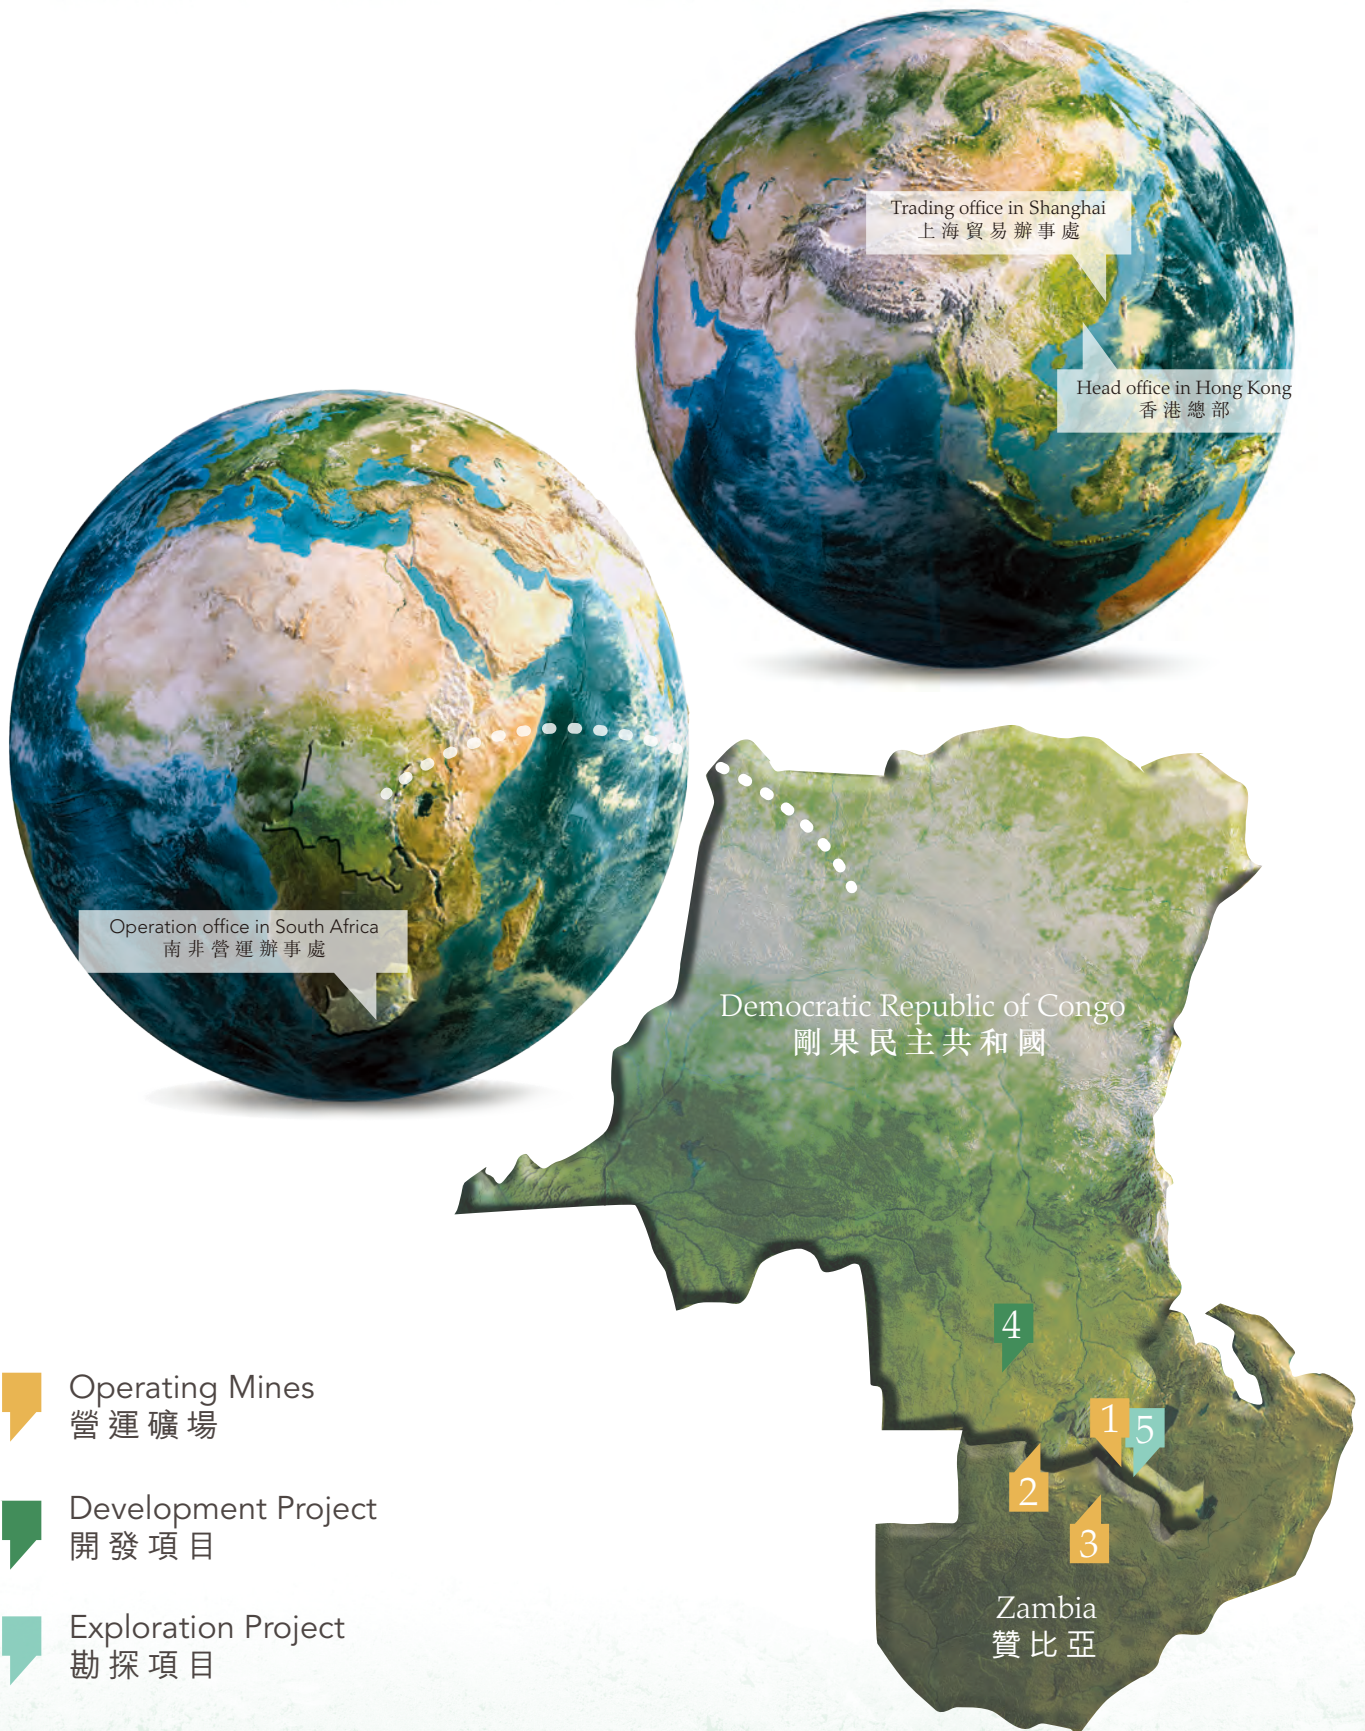 Trading office in Shanghai
上海貿易辦事處
Head office in Hong Kong
香港總部
Operation office in South Africa
南非營運辦事處
Democratic Republic of Congo
剛果民主共和國
4
1
5
2
3
Zambia
贊比亞
Operating Mines
營運礦場
Development Project
開發項目
Exploration Project
勘探項目